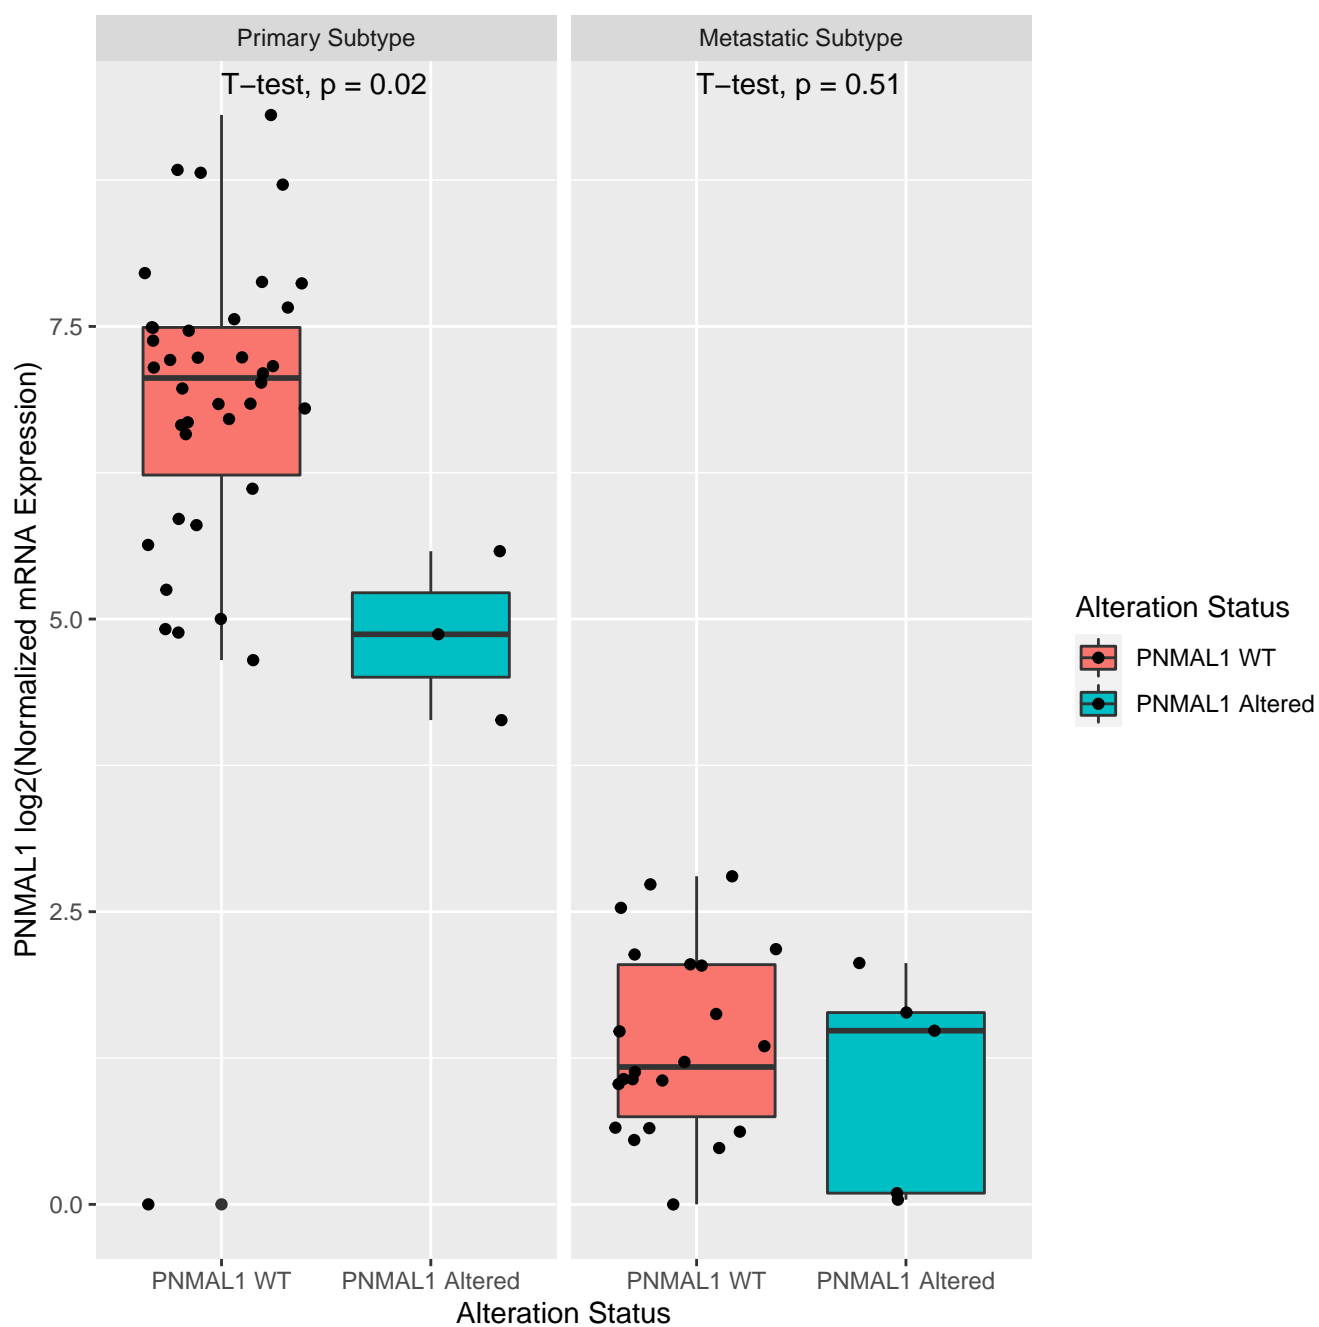 Primary Subtype
Metastatic Subtype
T−test, p = 0.02
T−test, p = 0.51
PNMAL1 log2(Normalized mRNA Expression)
7.5
5.0
2.5
0.0
PNMAL1 WT
PNMAL1 Altered
PNMAL1 WT
PNMAL1 Altered
Alteration Status
Alteration Status
PNMAL1 WT
PNMAL1 Altered